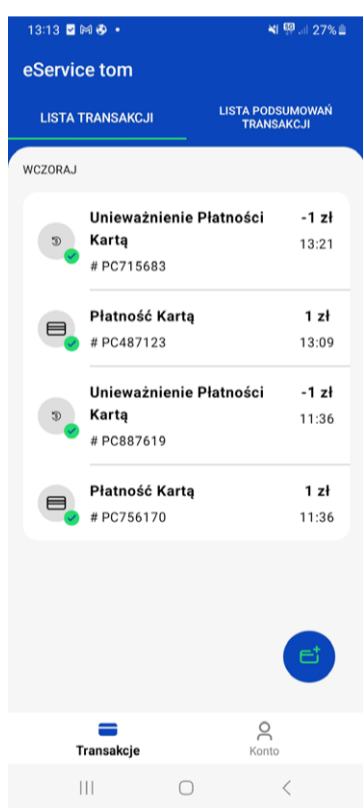 13:13 27%
eService tom
LISTA TRANSAKCJI
LISTA PODSUMOWAŃ
TRANSAKCJI
WCZORAJ
Unieważnienie Płatności -1 zł
Kartą 13:21
# PC715683
Płatność Kartą 1 zł
# PC487123 13:09
Unieważnienie Płatności -1 zł
Kartą 11:36
# PC887619
Płatność Kartą 1 zł
# PC756170 11:36
Transakcje Konto